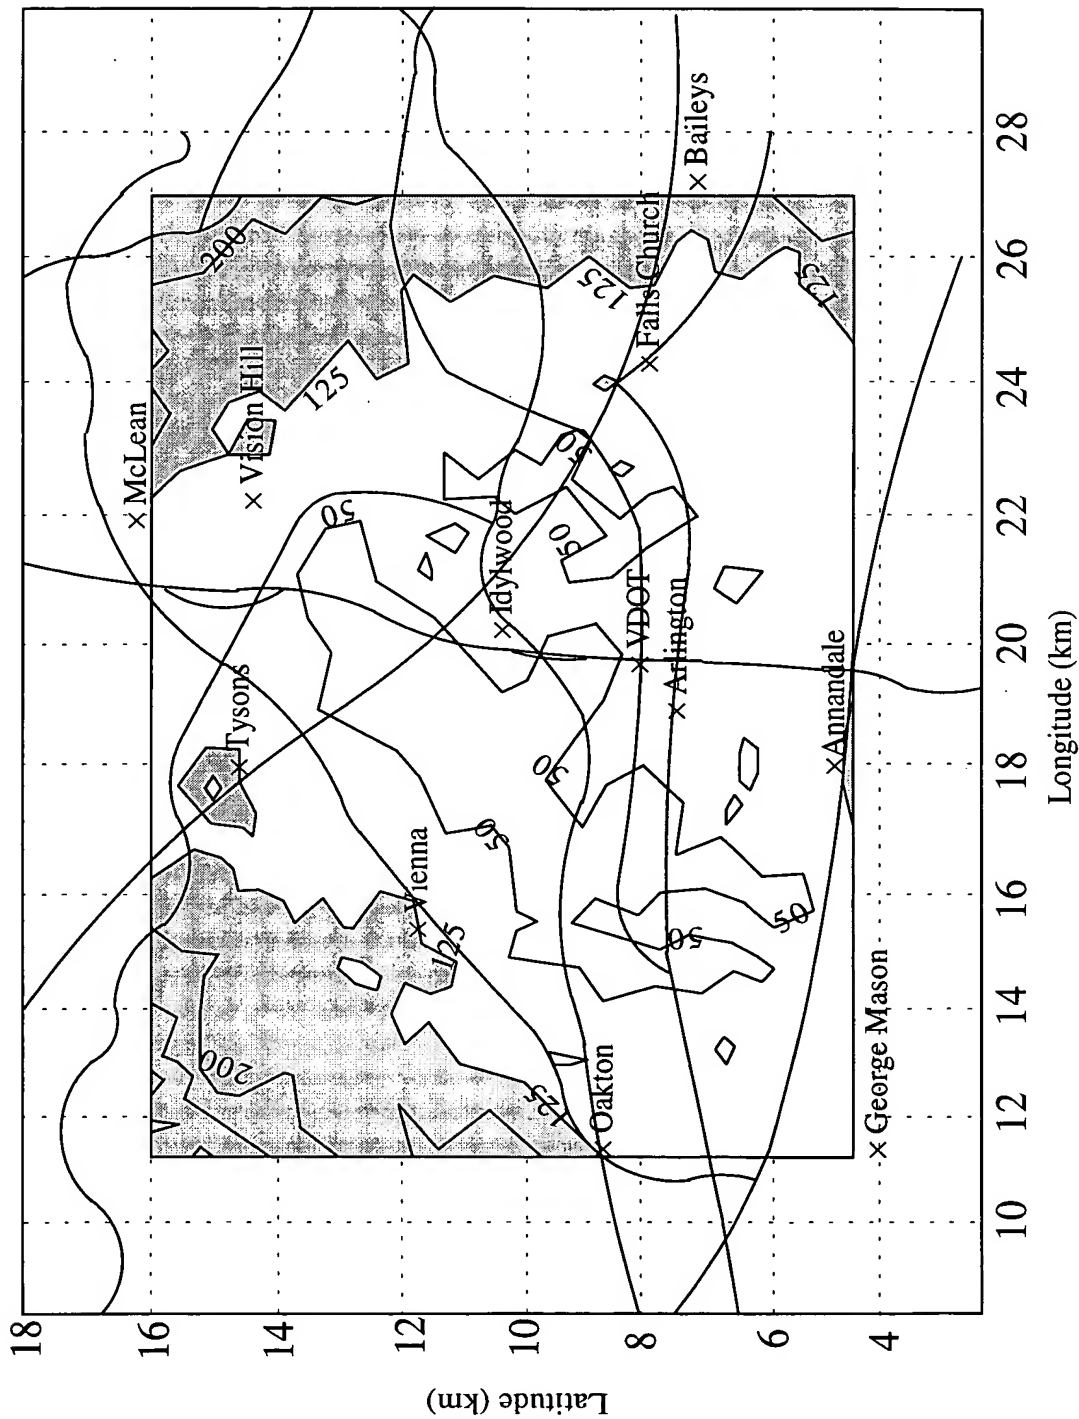 18
16
14
12
10
8
6
4
Latitude (km)
10
12
14
16
18
20
22
24
26
28
Longitude (km)
McLean
Vision Hill
Tysons
Vienna
Idylwood
Falls Church
Baileys
VDOT
Arlington
Annandale
Oakton
George Mason
200
125
125
125
200
125
125
50
50
50
50
50
50
50